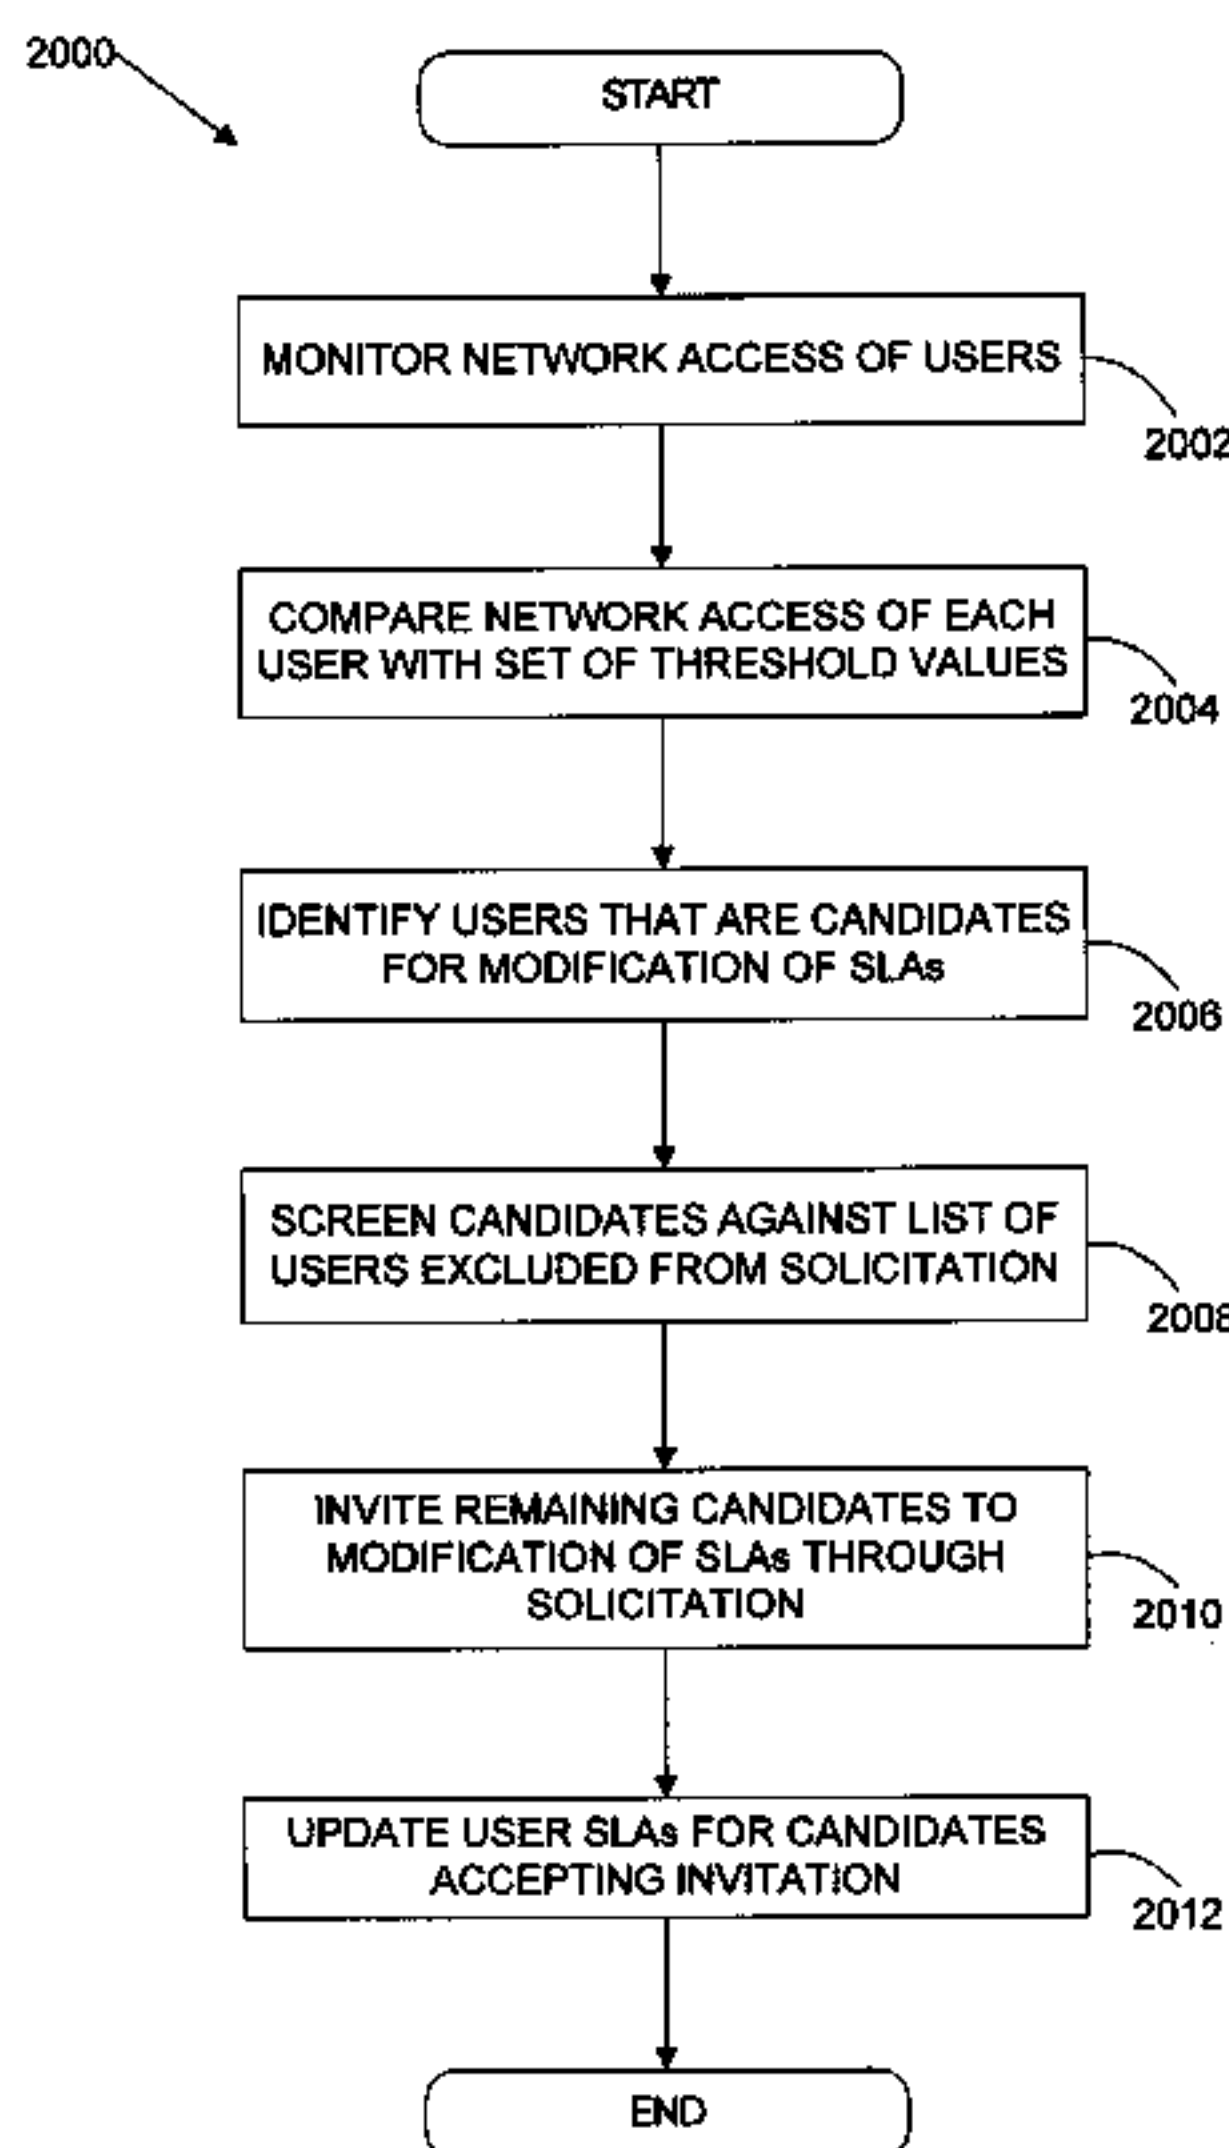 2000
START
MONITOR NETWORK ACCESS OF USERS
2002
COMPARE NETWORK ACCESS OF EACH
USER WITH SET OF THRESHOLD VALUES
2004
IDENTIFY USERS THAT ARE CANDIDATES
FOR MODIFICATION OF SLAs
2006
SCREEN CANDIDATES AGAINST LIST OF
USERS EXCLUDED FROM SOLICITATION
2008
INVITE REMAINING CANDIDATES TO
MODIFICATION OF SLAs THROUGH
SOLICITATION
2010
UPDATE USER SLAs FOR CANDIDATES
ACCEPTING INVITATION
2012
END